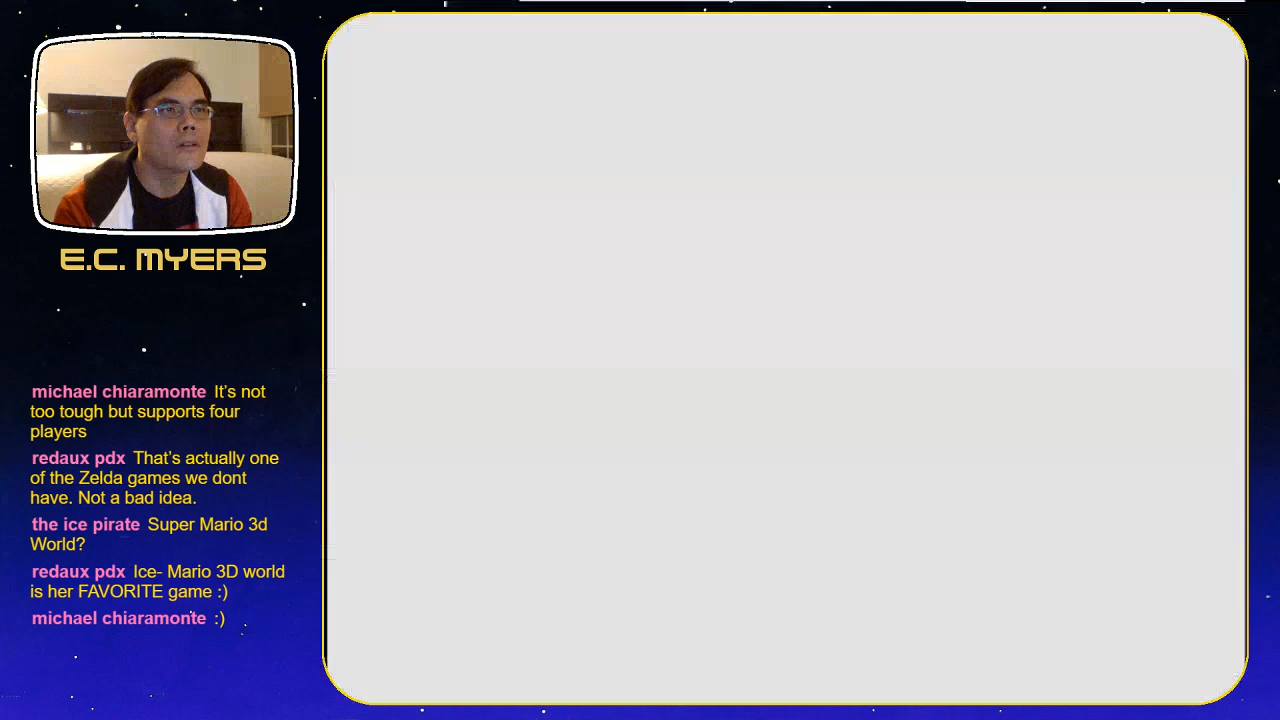 E.C. MYERS
michael chiaramonte It's not
too tough but supports four
players
redaux pdx That's actually one
of the Zelda games we dont
have. Not a bad idea.
the ice pirate Super Mario 3d
World?
redaux pdx Ice- Mario 3D world
is her FAVORITE game :)
michael chiaramonte :)